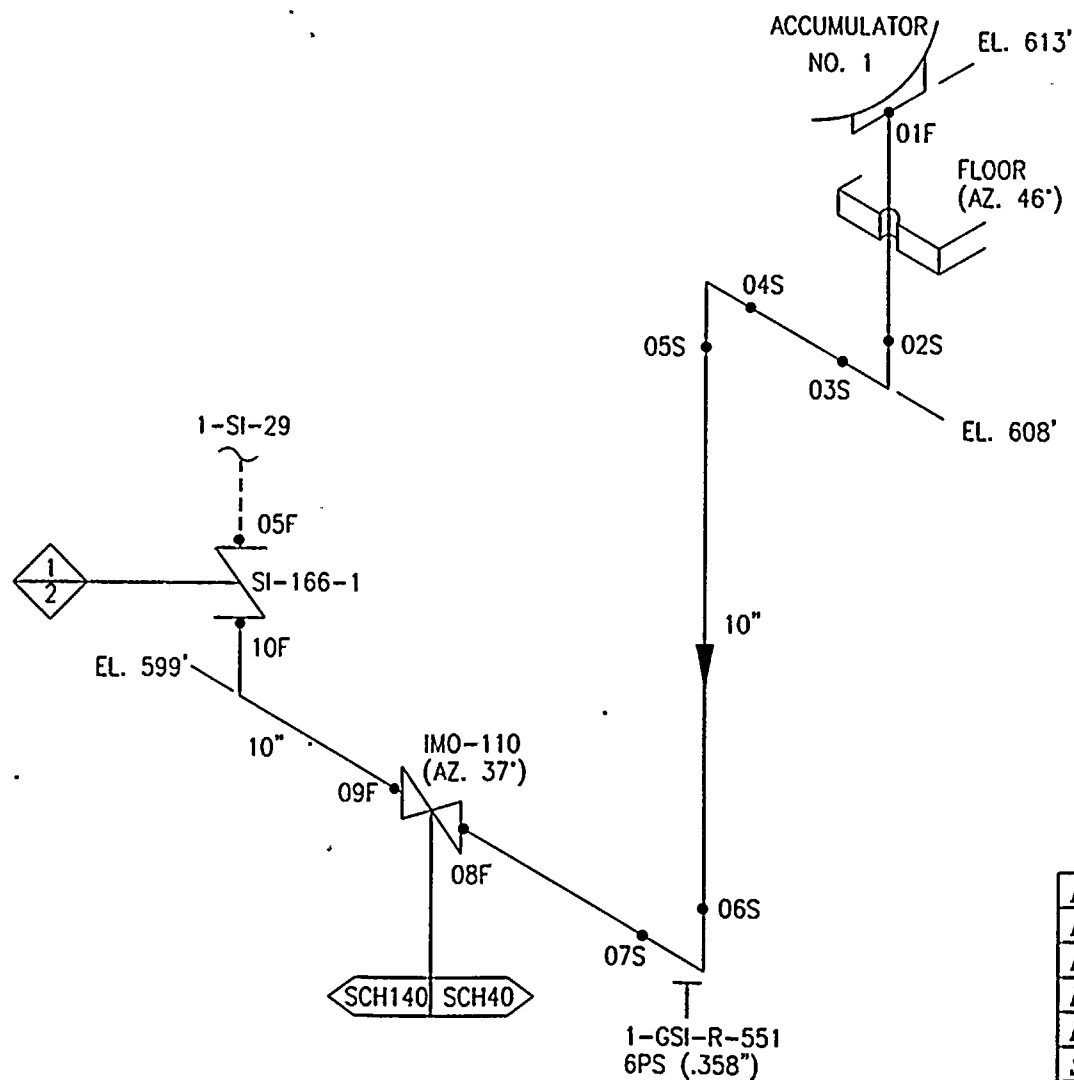 ACCUMULATOR
NO. 1
EL. 613'
01F
FLOOR
(AZ. 46°)
04S
05S
02S
03S
EL. 608'
1-SI-29
05F
1
2
SI-166-1
10"
10F
EL. 599'
10"
IMO-110
(AZ. 37°)
09F
08F
06S
07S
SCH140
SCH40
1-GSI-R-551
6PS (.358")